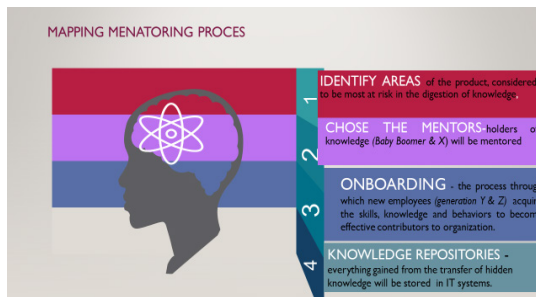 MAPPING MENATORING PROCES
1
IDENTIFY AREAS of the product, considered
to be most at risk in the digestion of knowledge.
2
CHOSE THE MENTORS-holders of
knowledge (Baby Boomer & X) will be mentored
3
ONBOARDING - the process through
which new employees (generation Y & Z) acquire
the skills, knowledge and behaviors to become
effective contributors to organization.
4
KNOWLEDGE REPOSITORIES -
everything gained from the transfer of hidden
knowledge will be stored in IT systems.